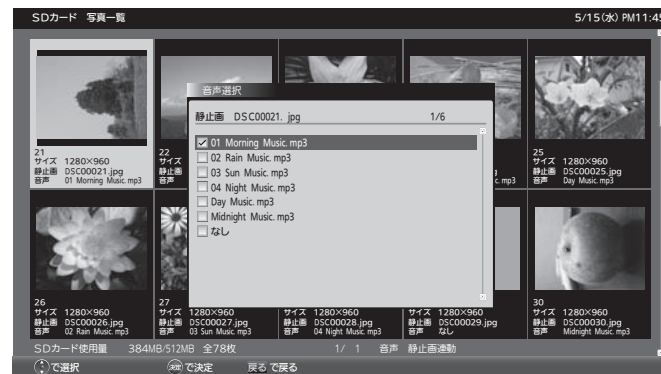 SDカード 写真一覧
5/15(水) PM11:45
音声選択
静止画 DSC00021. jpg 1/6
01 Morning Music. mp3
02 Rain Music. mp3
03 Sun Music. mp3
04 Night Music. mp3
Day Music. mp3
Midnight Music. mp3
なし
21
サイズ 1280×960
静止画 DSC00021.jpg
音声 01 Morning Music. mp3
22
サイズ
静止画
音声
c. mp3
25
サイズ 1280×960
静止画 DSC00025.jpg
音声 Day Music. mp3
26
サイズ 1280×960
静止画 DSC00026.jpg
音声 02 Rain Music. mp3
27
サイズ 1280×960
静止画 DSC00027.jpg
音声 03 Sun Music. mp3
サイズ 1280×960
静止画 DSC00028.jpg
音声 04 Night Music. mp3
サイズ 1280×960
静止画 DSC00029.jpg
音声 なし
30
サイズ 1280×960
静止画 DSC00030.jpg
音声 Midnight Music. mp3
SDカード使用量 384MB/512MB 全78枚 1/ 1 音声 静止画連動
で選択 決定 で決定 戻る で戻る